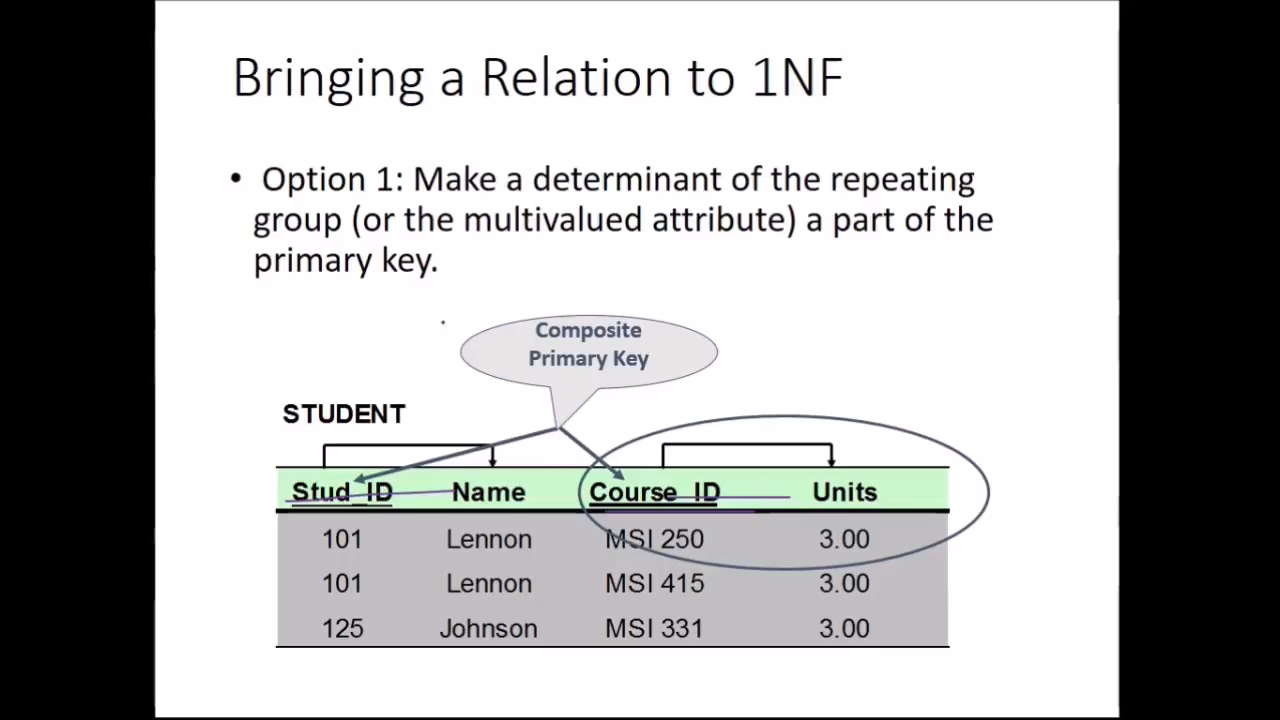 Bringing a Relation to 1NF
• Option 1: Make a determinant of the repeating
group (or the multivalued attribute) a part of the
primary key.
Composite
Primary Key
STUDENT
Stud_ID Name Course_ID Units
101 Lennon MSI 250 3.00
101 Lennon MSI 415 3.00
125 Johnson MSI 331 3.00